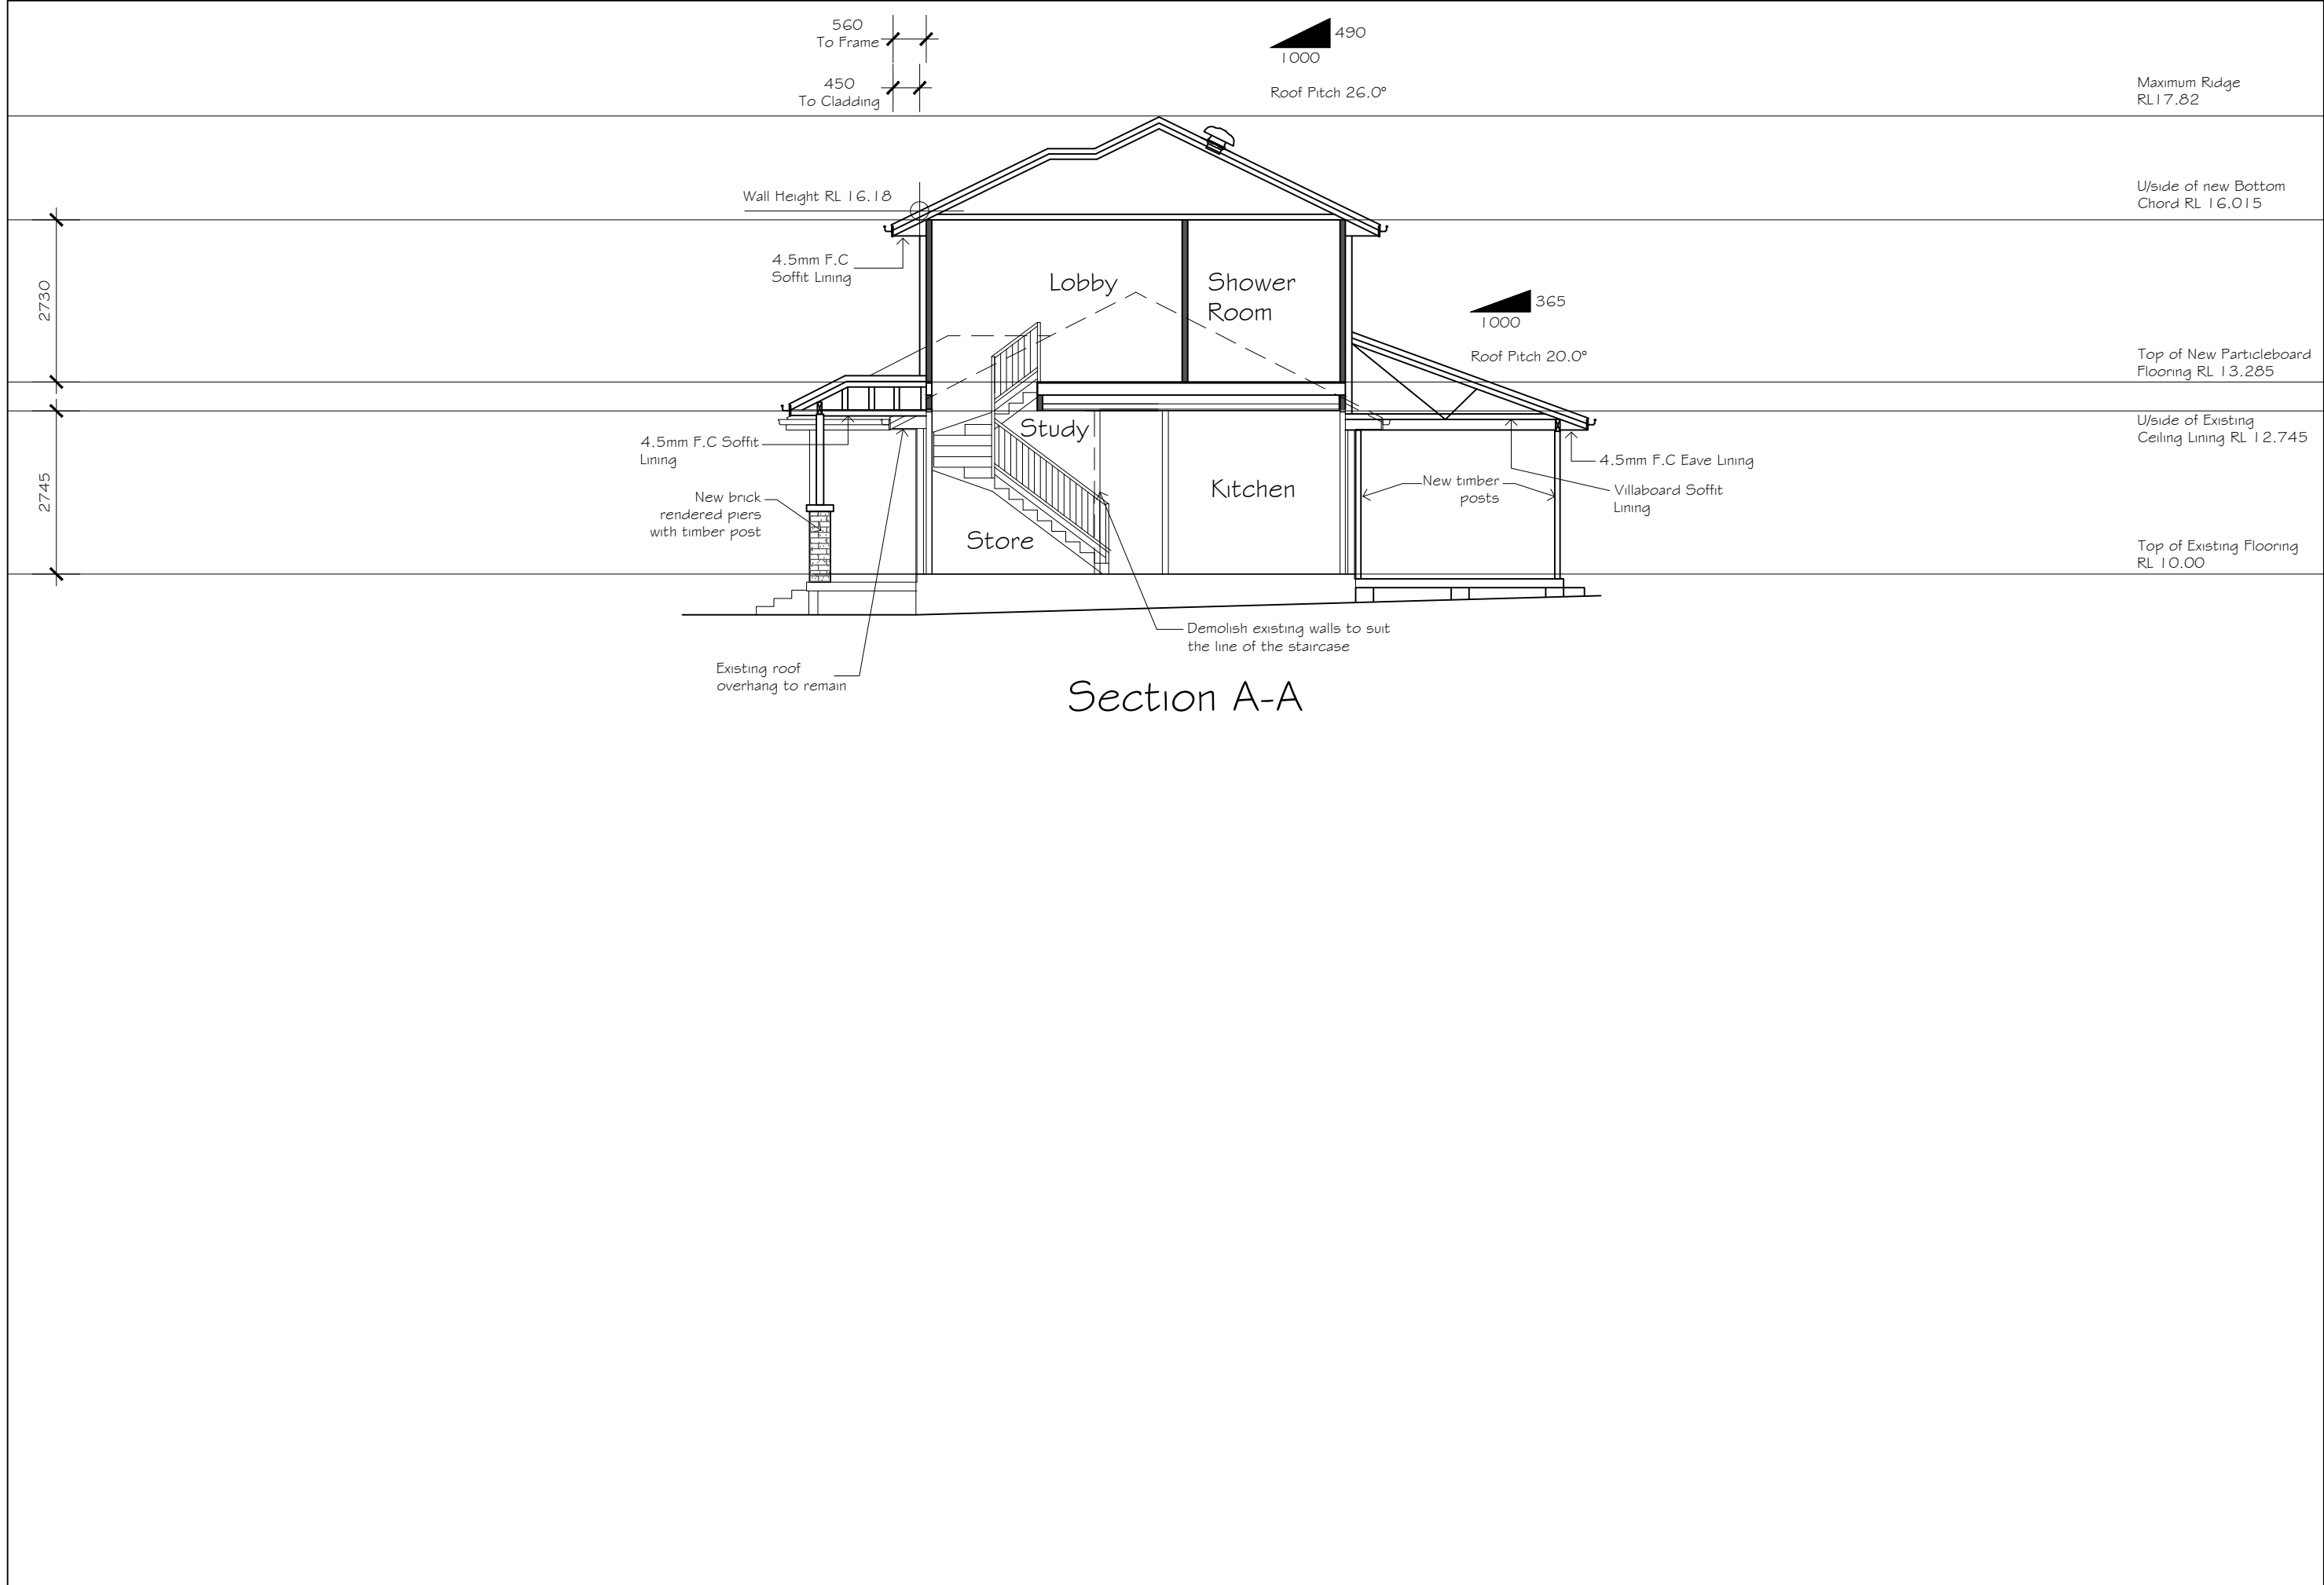 560
To Frame
490
1000
450
To Cladding
Roof Pitch 26.0°
Maximum Ridge
RL17.82
Wall Height RL 16.18
U/side of new Bottom
Chord RL 16.015
4.5mm F.C
Soffit Lining
Lobby
Shower
Room
2730
365
1000
Roof Pitch 20.0°
Top of New Particleboard
Flooring RL 13.285
U/side of Existing
Ceiling Lining RL 12.745
Study
4.5mm F.C Soffit
Lining
4.5mm F.C Eave Lining
2745
New brick
rendered piers
with timber post
Kitchen
New timber
posts
Villaboard Soffit
Lining
Store
Top of Existing Flooring
RL 10.00
Demolish existing walls to suit
the line of the staircase
Existing roof
overhang to remain
Section A-A